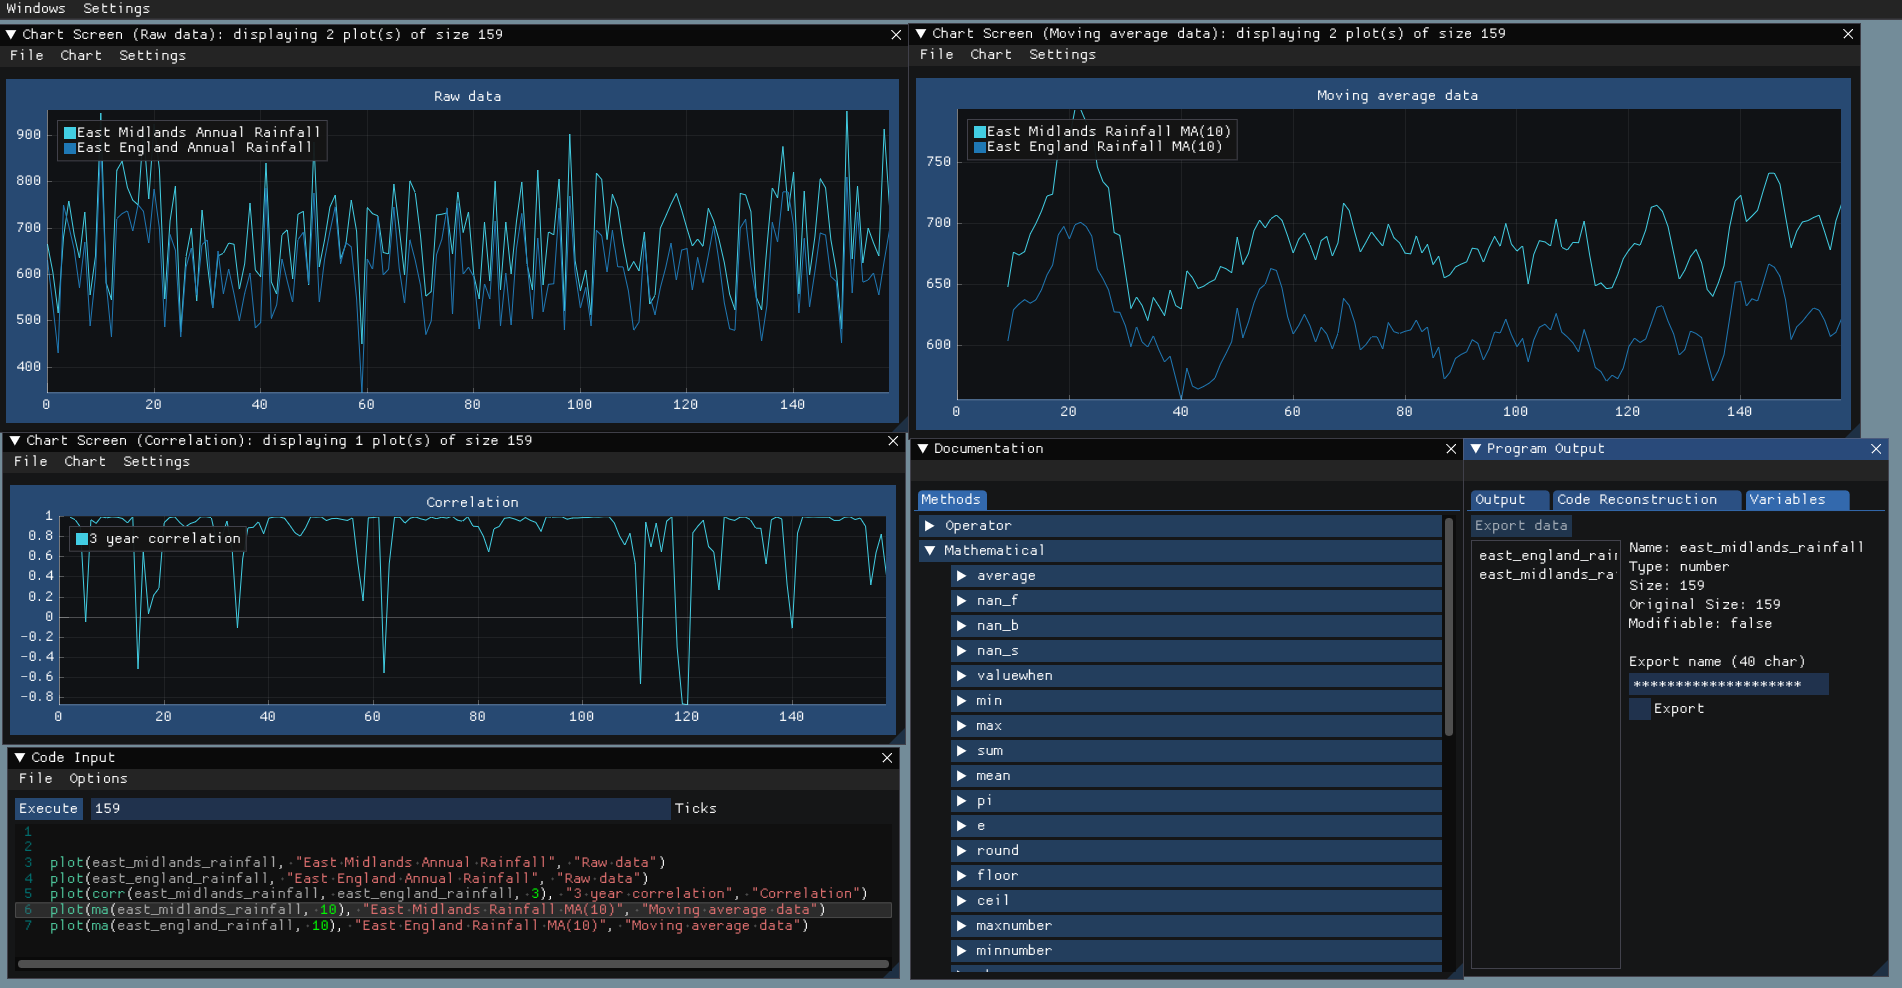 Windows Settings
Chart Screen (Raw data): displaying 2 plot(s) of size 159
File Chart Settings
Raw data
East Midlands Annual Rainfall
East England Annual Rainfall
900
800
700
600
500
400
0 20 40 60 80 100 120 140
Chart Screen (Moving average data): displaying 2 plot(s) of size 159
File Chart Settings
Moving average data
East Midlands Rainfall MA(10)
East England Rainfall MA(10)
750
700
650
600
0 20 40 60 80 100 120 140
Chart Screen (Correlation): displaying 1 plot(s) of size 159
File Chart Settings
Correlation
3 year correlation
1
0.8
0.6
0.4
0.2
0
-0.2
-0.4
-0.6
-0.8
0 20 40 60 80 100 120 140
Code Input
File Options
Execute 159 Ticks
1
2
3 plot(east_midlands_rainfall, "East Midlands Annual Rainfall", "Raw data")
4 plot(east_england_rainfall, "East England Annual Rainfall", "Raw data")
5 plot(corr(east_midlands_rainfall, east_england_rainfall, 3), "3 year correlation", "Correlation")
6 plot(ma(east_midlands_rainfall, 10), "East Midlands Rainfall MA(10)", "Moving average data")
7 plot(ma(east_england_rainfall, 10), "East England Rainfall MA(10)", "Moving average data")
Documentation
Methods
Operator
Mathematical
average
nan_f
nan_b
nan_s
valuewhen
min
max
sum
mean
pi
e
round
floor
ceil
maxnumber
minnumber
Program Output
Output Code Reconstruction Variables
Export data
east_england_rai
east_midlands_ra
Name: east_midlands_rainfall
Type: number
Size: 159
Original Size: 159
Modifiable: false
Export name (40 char)
********************
Export